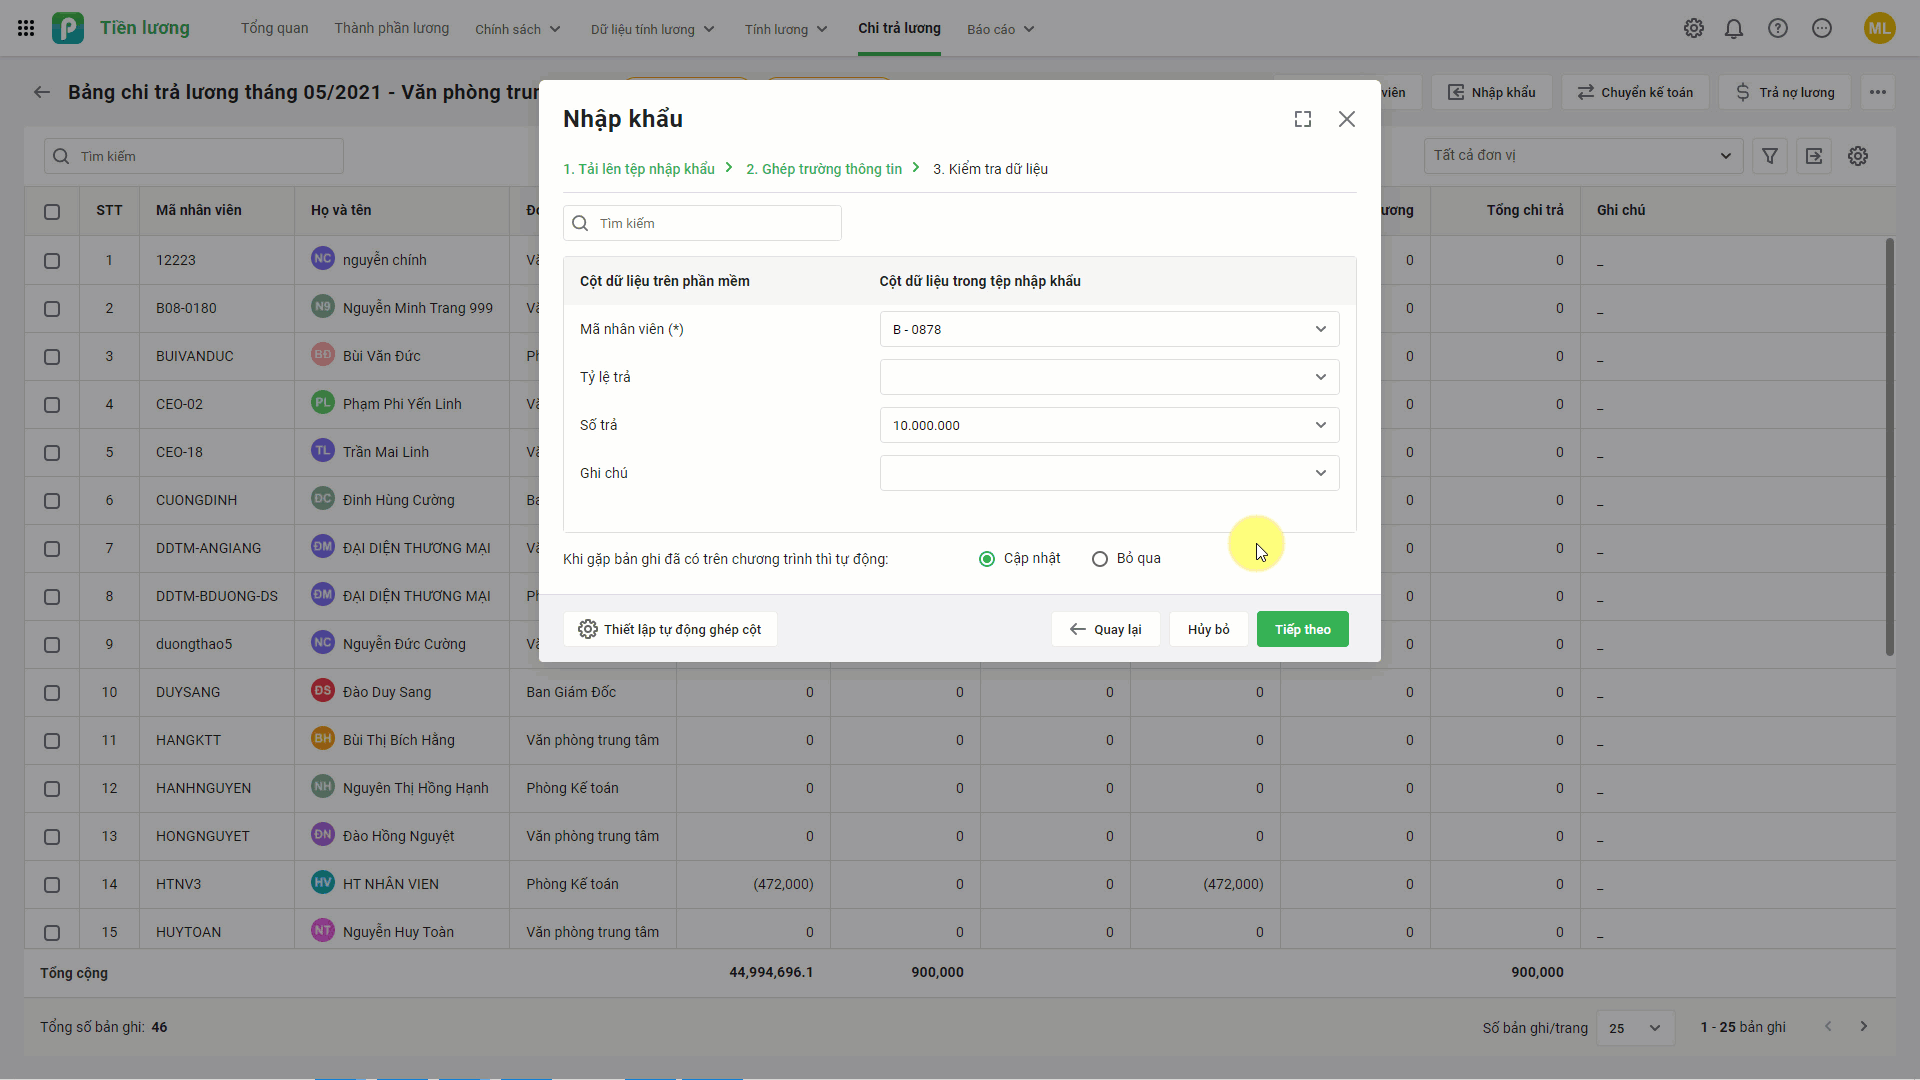 Tiền lương
Tổng quan
Thành phần lương
Chính sách
Dữ liệu tính lương
Tính lương
Chi trả lương
Báo cáo
ML
Bảng chi trả lương tháng 05/2021 - Văn phòng
viên
Nhập khẩu
Chuyển kế toán
Trả nợ lương
Tìm kiếm
Tất cả đơn vị
Nhập khẩu
1. Tải lên tệp nhập khẩu
2. Ghép trường thông tin
3. Kiểm tra dữ liệu
Tìm kiếm
Cột dữ liệu trên phần mềm
Cột dữ liệu trong tệp nhập khẩu
Mã nhân viên (*)
B - 0878
Tỷ lệ trả
Số trả
10.000.000
Ghi chú
Khi gặp bản ghi đã có trên chương trình thì tự động:
Cập nhật
Bỏ qua
Thiết lập tự động ghép cột
Quay lại
Hủy bỏ
Tiếp theo
STT Mã nhân viên Họ và tên Tổng chi trả Ghi chú
1 12223 NC nguyễn chính 0 0 _
2 B08-0180 N9 Nguyễn Minh Trang 999 0 0 _
3 BUIVANDUC BĐ Bùi Văn Đức 0 0 _
4 CEO-02 PL Phạm Phi Yến Linh 0 0 _
5 CEO-18 TL Trần Mai Linh 0 0 _
6 CUONGDINH ĐC Đinh Hùng Cường 0 0 _
7 DDTM-ANGIANG ĐM ĐẠI DIỆN THƯƠNG MẠI 0 0 _
8 DDTM-BDUONG-DS ĐM ĐẠI DIỆN THƯƠNG MẠI 0 0 _
9 duongthao5 NC Nguyễn Đức Cường 0 0 _
10 DUYSANG ĐS Đào Duy Sang Ban Giám Đốc 0 0 0 0 0 0 _
11 HANGKTT BH Bùi Thị Bích Hằng Văn phòng trung tâm 0 0 0 0 0 0 _
12 HANHNGUYEN NH Nguyên Thị Hồng Hạnh Phòng Kế toán 0 0 0 0 0 0 _
13 HONGNGUYET ĐN Đào Hồng Nguyệt Văn phòng trung tâm 0 0 0 0 0 0 _
14 HTNV3 HV HT NHÂN VIEN Phòng Kế toán (472,000) 0 0 (472,000) 0 0 _
15 HUYTOAN NT Nguyễn Huy Toàn Văn phòng trung tâm 0 0 0 0 0 0 _
Tổng cộng 44,994,696.1 900,000 900,000
Tổng số bản ghi: 46
Số bản ghi/trang 25 1 - 25 bản ghi